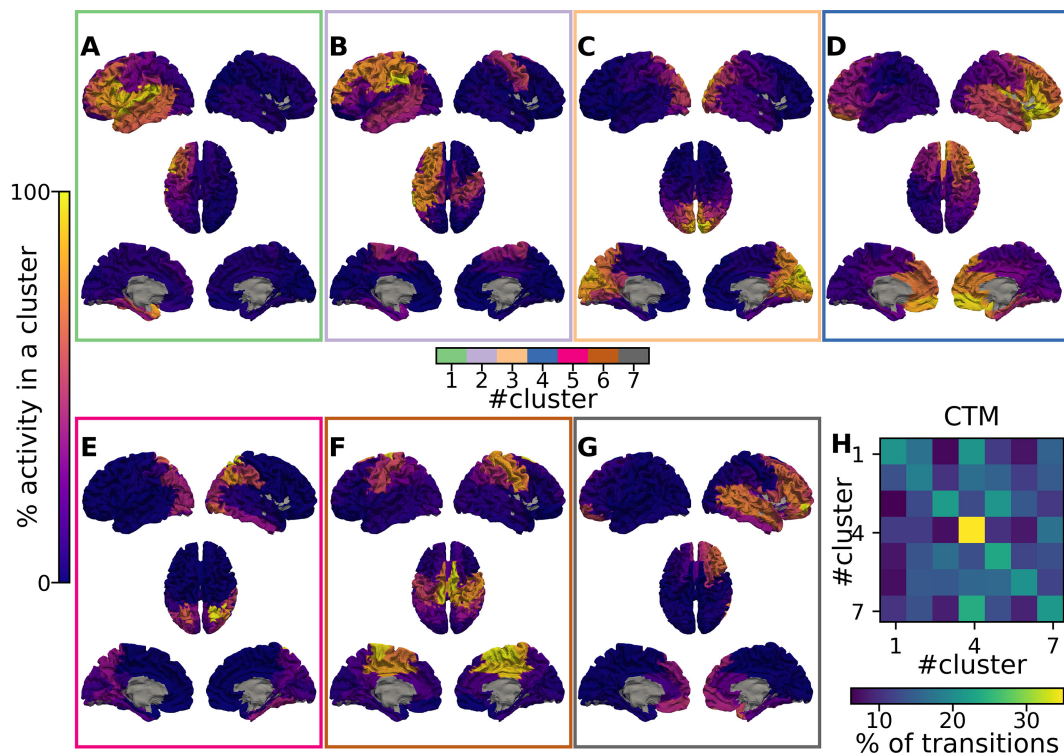 A
B
C
D
100
% activity in a cluster
0
1 2 3 4 5 6 7
#cluster
E
F
G
H
CTM
1
4
7
#cluster
1 4 7
#cluster
10 20 30
% of transitions